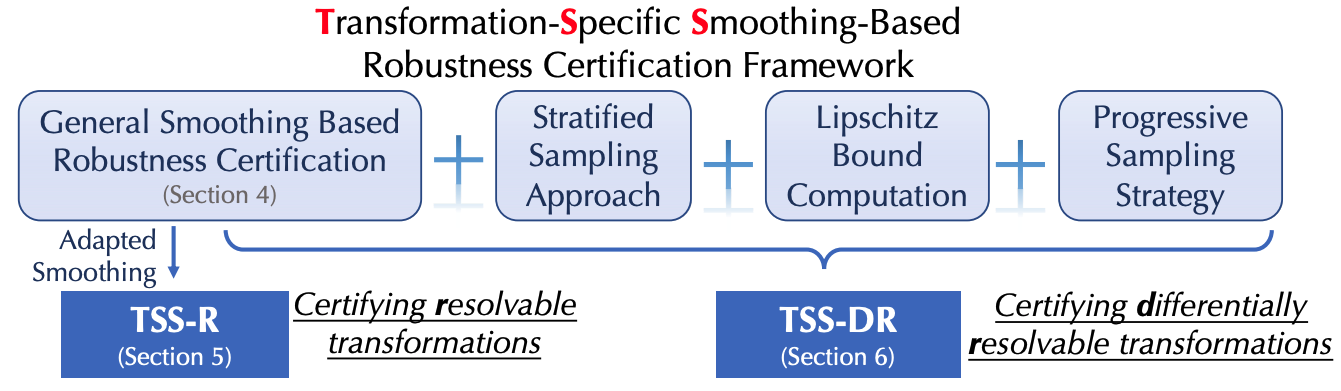 Transformation-Specific Smoothing-Based
Robustness Certification Framework
General Smoothing Based
Robustness Certification
(Section 4)
Stratified
Sampling
Approach
Lipschitz
Bound
Computation
Progressive
Sampling
Strategy
Adapted
Smoothing
TSS-R
(Section 5)
Certifying resolvable
transformations
TSS-DR
(Section 6)
Certifying differentially
resolvable transformations